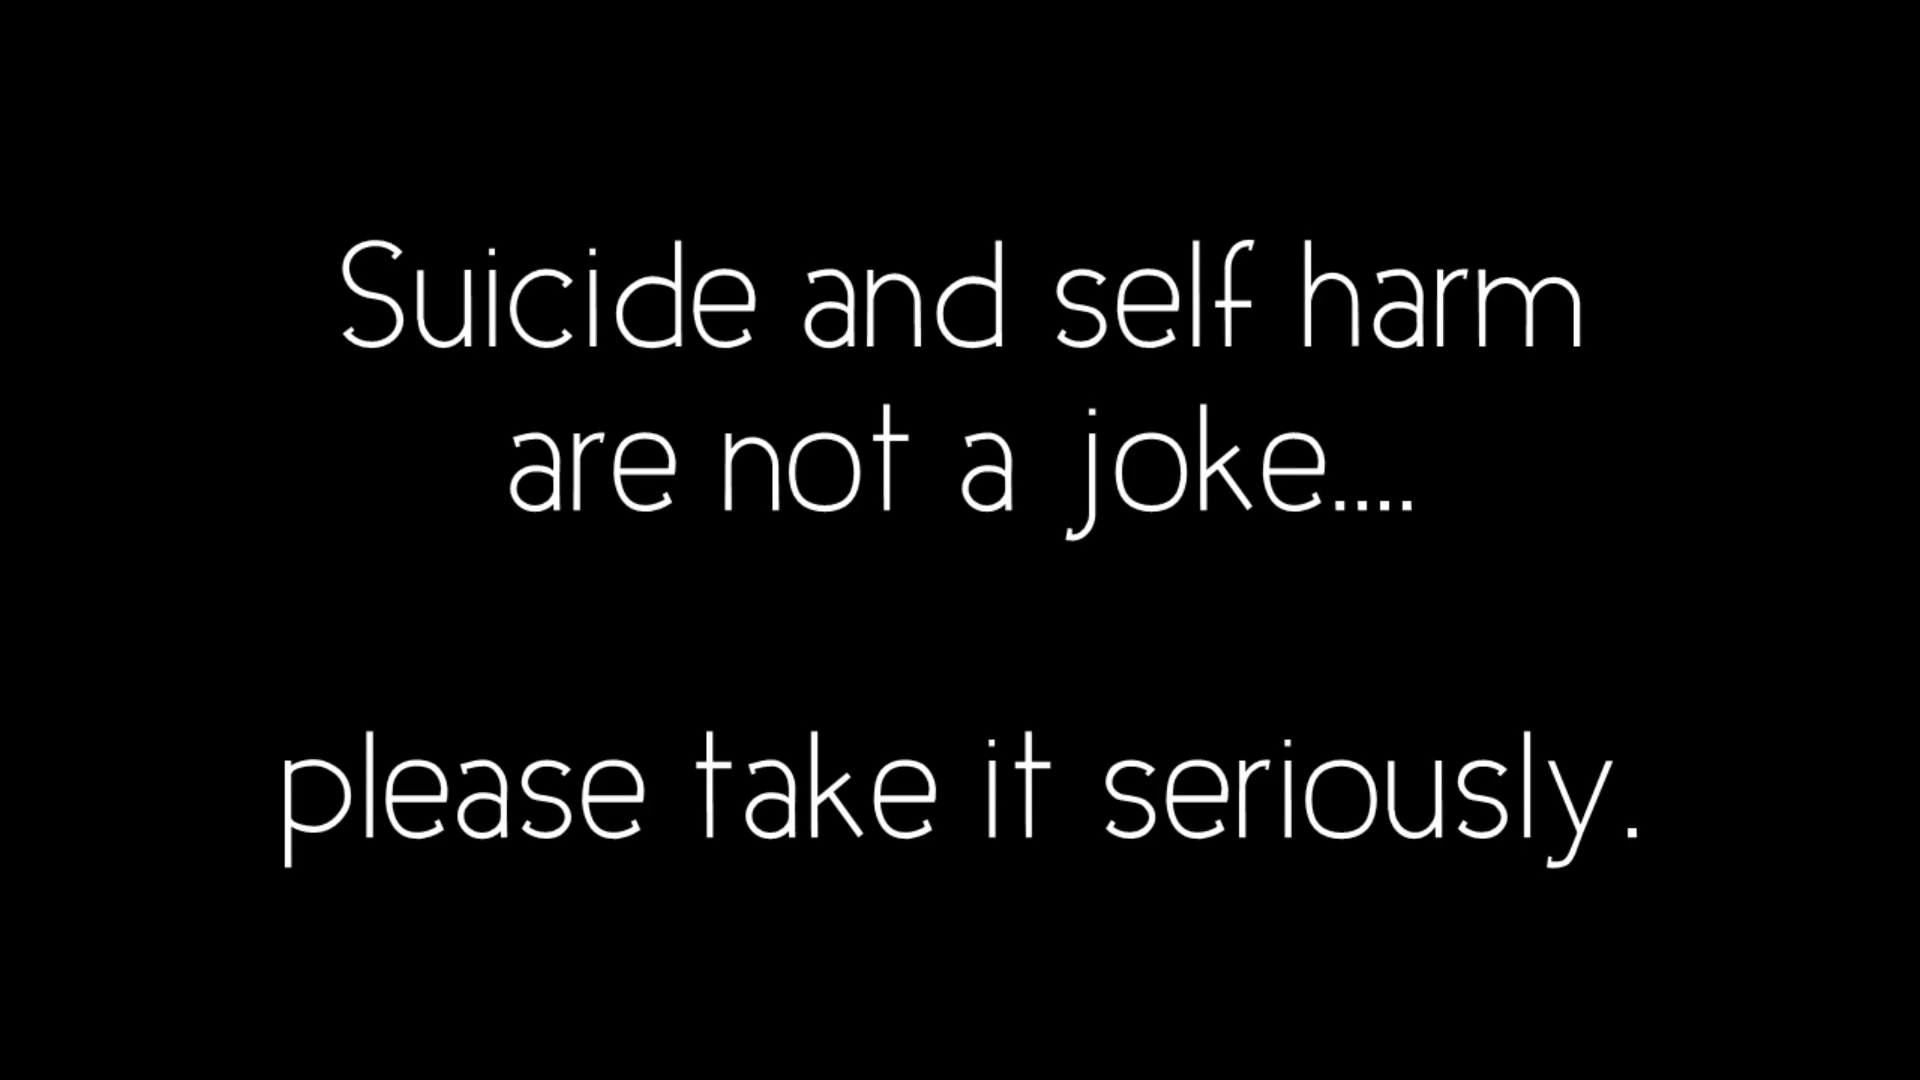 Suicide and self harm
are not a joke....
please take it seriously.